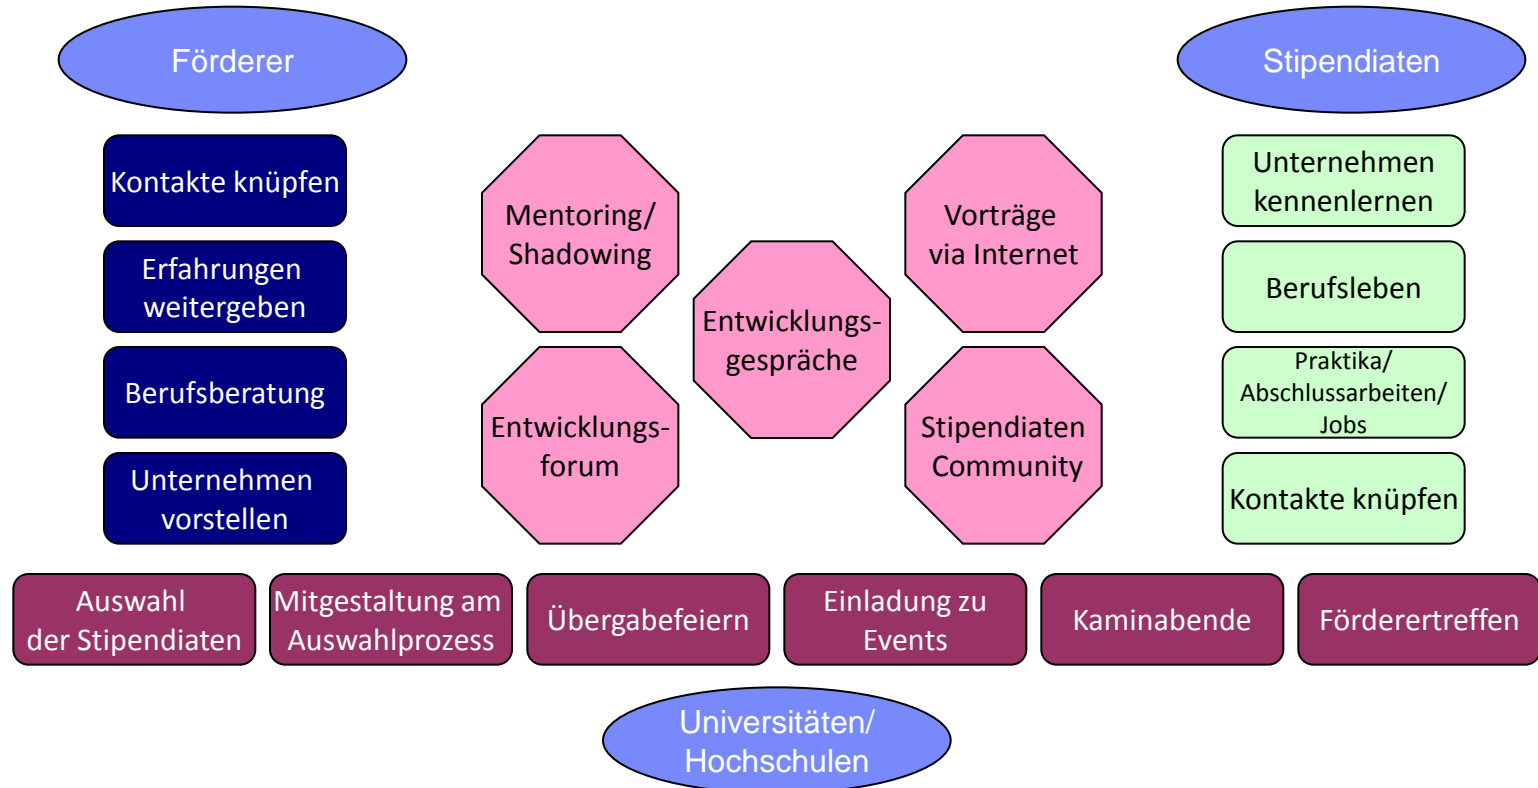 Förderer
Stipendiaten
Kontakte knüpfen
Erfahrungen
weitergeben
Berufsberatung
Unternehmen
vorstellen
Mentoring/
Shadowing
Entwicklungs-
forum
Entwicklungs-
gespräche
Vorträge
via Internet
Stipendiaten
Community
Unternehmen
kennenlernen
Berufsleben
Praktika/
Abschlussarbeiten/
Jobs
Kontakte knüpfen
Auswahl
der Stipendiaten
Mitgestaltung am
Auswahlprozess
Übergabefeiern
Einladung zu
Events
Kaminabende
Förderertreffen
Universitäten/
Hochschulen